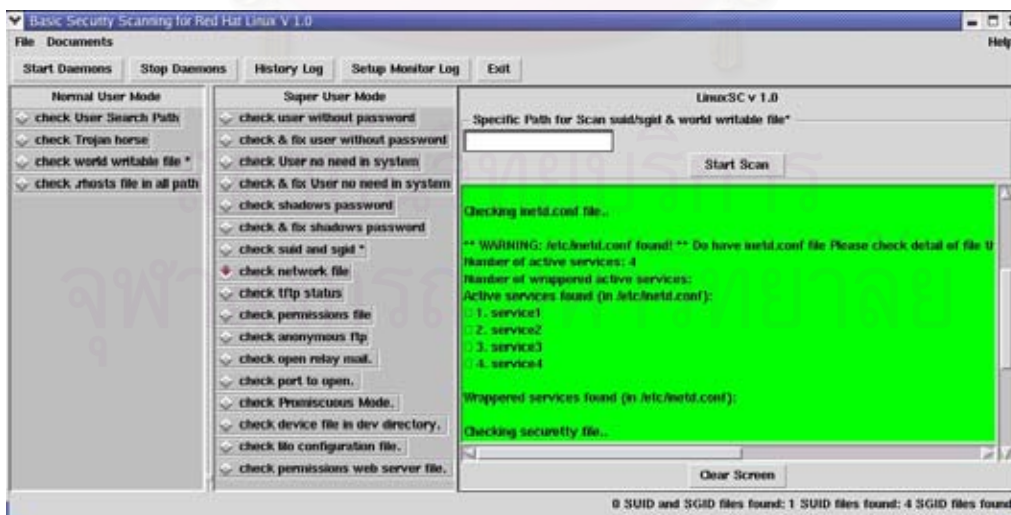 Basic Security Scanning for Red Hat Linux V 1.0
File Documents Help
Start Daemons Stop Daemons History Log Setup Monitor Log Exit
Normal User Mode
check User Search Path
check Trojan horse
check world writable file *
check .rhosts file in all path
Super User Mode
check user without password
check & fix user without password
check User no need in system
check & fix User no need in system
check shadows password
check & fix shadows password
check suid and sgid *
check network file
check tftp status
check permissions file
check anonymous ftp
check open relay mail.
check port to open.
check Promiscuous Mode.
check device file in dev directory.
check lilo configuration file.
check permissions web server file.
LinuxSC v 1.0
Specific Path for Scan suid/sgid & world writable file*
Start Scan
Checking inetd.conf file..
** WARNING: /etc/inetd.conf found! ** Do have inetd.conf file Please check detail of file th
Number of active services: 4
Number of wrapped active services:
Active services found (in /etc/inetd.conf):
1. service1
2. service2
3. service3
4. service4
Wrappered services found (in /etc/inetd.conf):
Checking securetty file..
Clear Screen
0 SUID and SGID files found: 1 SUID files found: 4 SGID files found